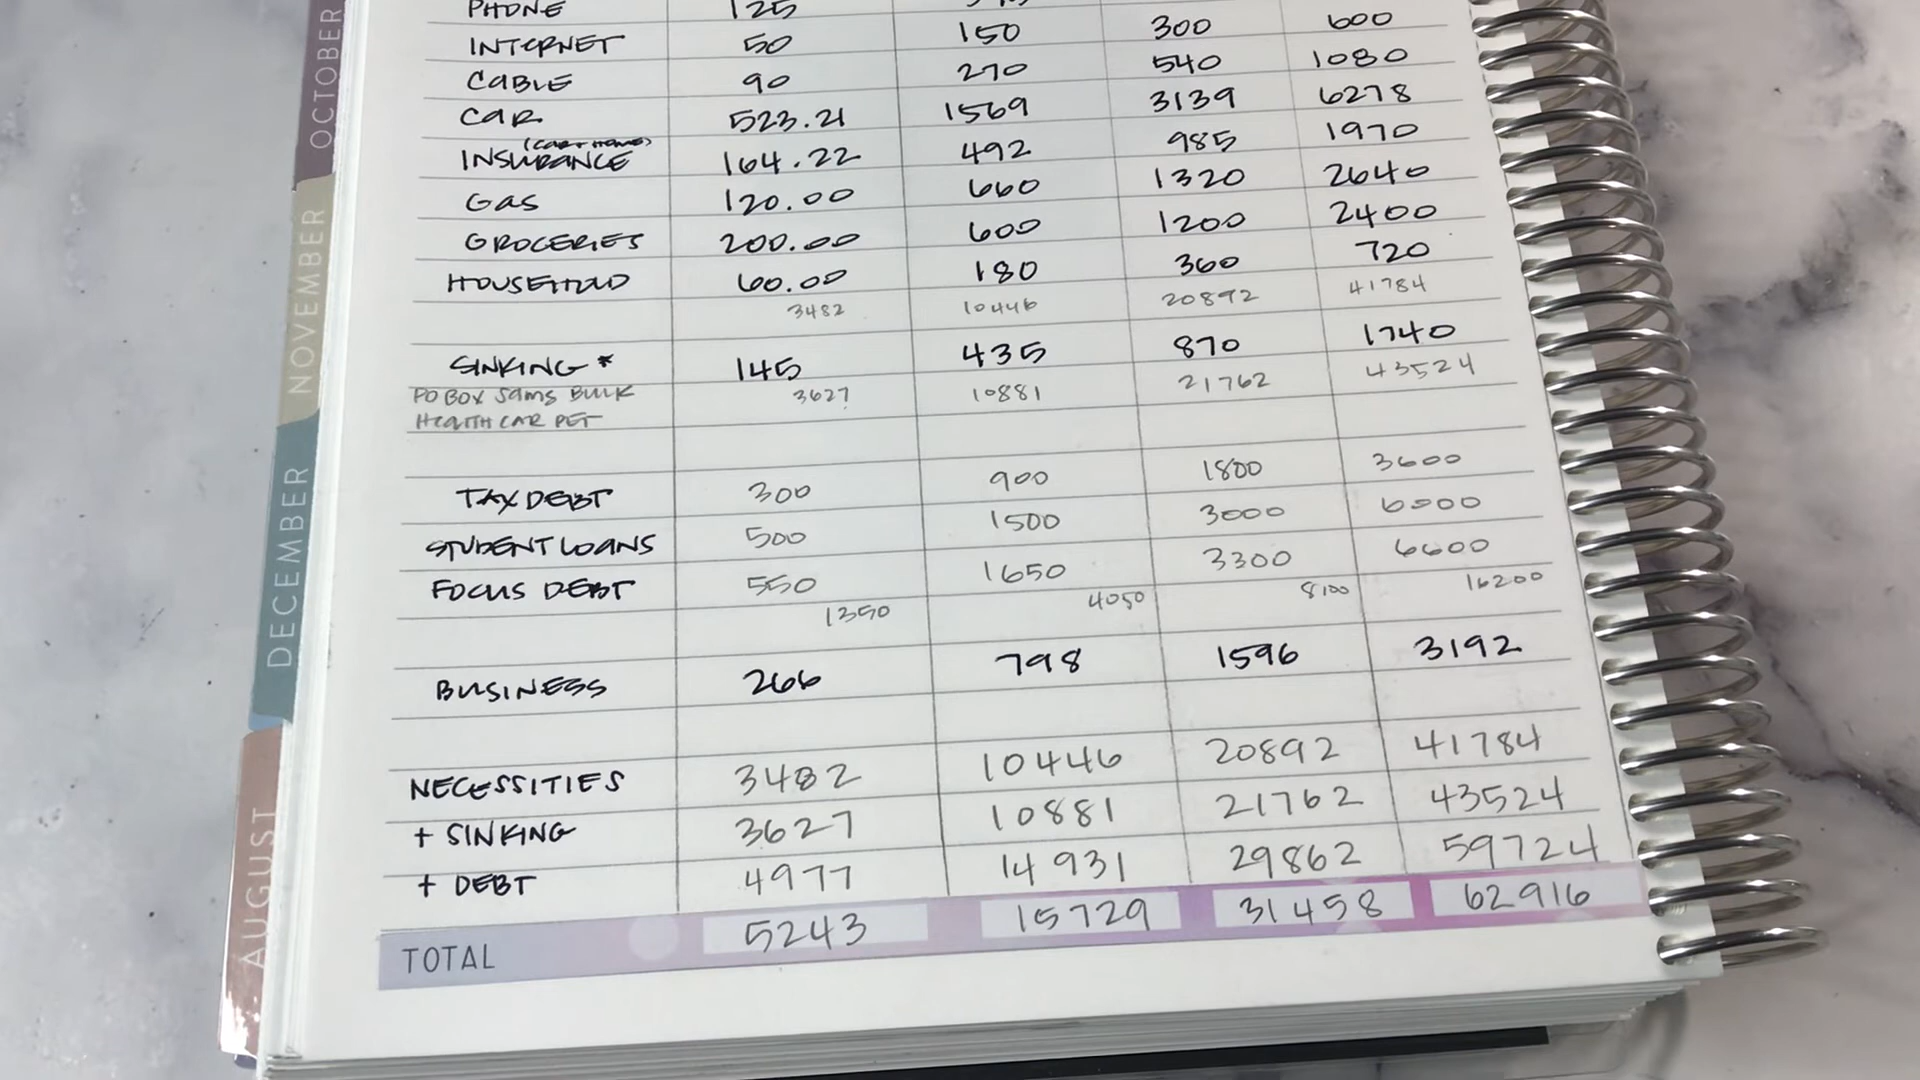 OCTOBER
NOVEMBER
DECEMBER
AUGUST
PHONE 125
INTERNET 50 150 300 600
CABLE 90 270 540 1080
CAR 523.21 1569 3139 6278
(CAR+HOME)
INSURANCE 164.22 492 985 1970
GAS 120.00 660 1320 2640
GROCERIES 200.00 600 1200 2400
HOUSEHOLD 60.00 180 360 720
3482 10446 20892 41784
SINKING * 145 435 870 1740
PO BOX SAMS BULK 3627 10881 21762 43524
HEALTH CAR PET
TAX DEBT 300 900 1800 3600
STUDENT LOANS 500 1500 3000 6000
FOCUS DEBT 550 1650 3300 6600
1350 4050 8100 16200
BUSINESS 266 798 1596 3192
NECESSITIES 3482 10446 20892 41784
+ SINKING 3627 10881 21762 43524
+ DEBT 4977 14931 29862 59724
TOTAL 5243 15729 31458 62916